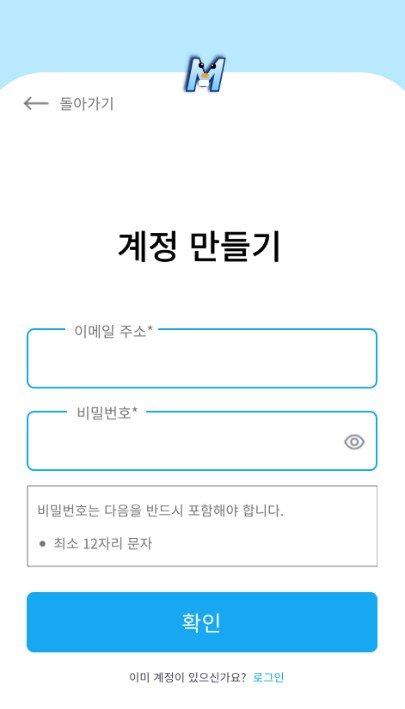 M
돌아가기
계정 만들기
이메일 주소*
비밀번호*
비밀번호는 다음을 반드시 포함해야 합니다.
• 최소 12자리 문자
확인
이미 계정이 있으신가요? 로그인